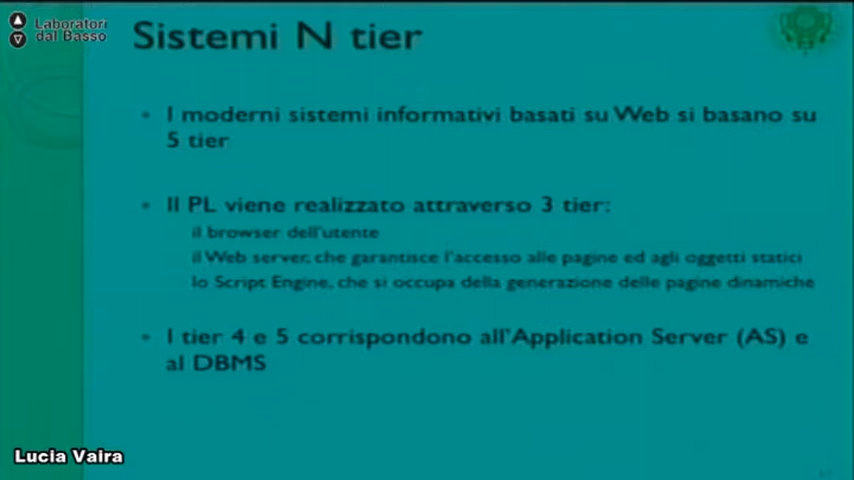 Laboratori
dal Basso
Sistemi N tier
I moderni sistemi informativi basati su Web si basano su
5 tier
Il PL viene realizzato attraverso 3 tier:
il browser dell'utente
il Web server, che garantisce l'accesso alle pagine ed agli oggetti statici
lo Script Engine, che si occupa della generazione delle pagine dinamiche
I tier 4 e 5 corrispondono all'Application Server (AS) e
al DBMS
Lucia Vaira